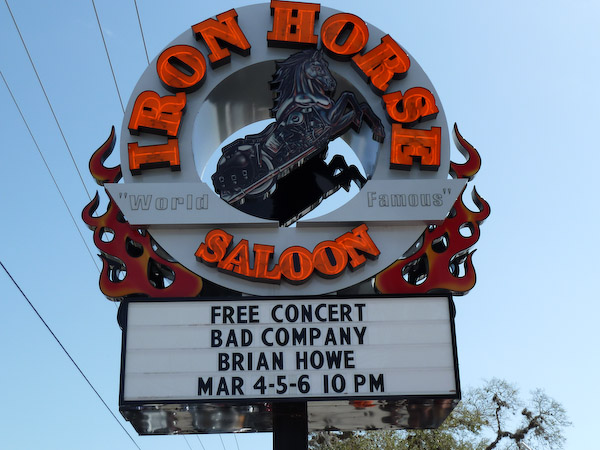 IRON HORSE
"World Famous"
SALOON
FREE CONCERT
BAD COMPANY
BRIAN HOWE
MAR 4-5-6 10 PM